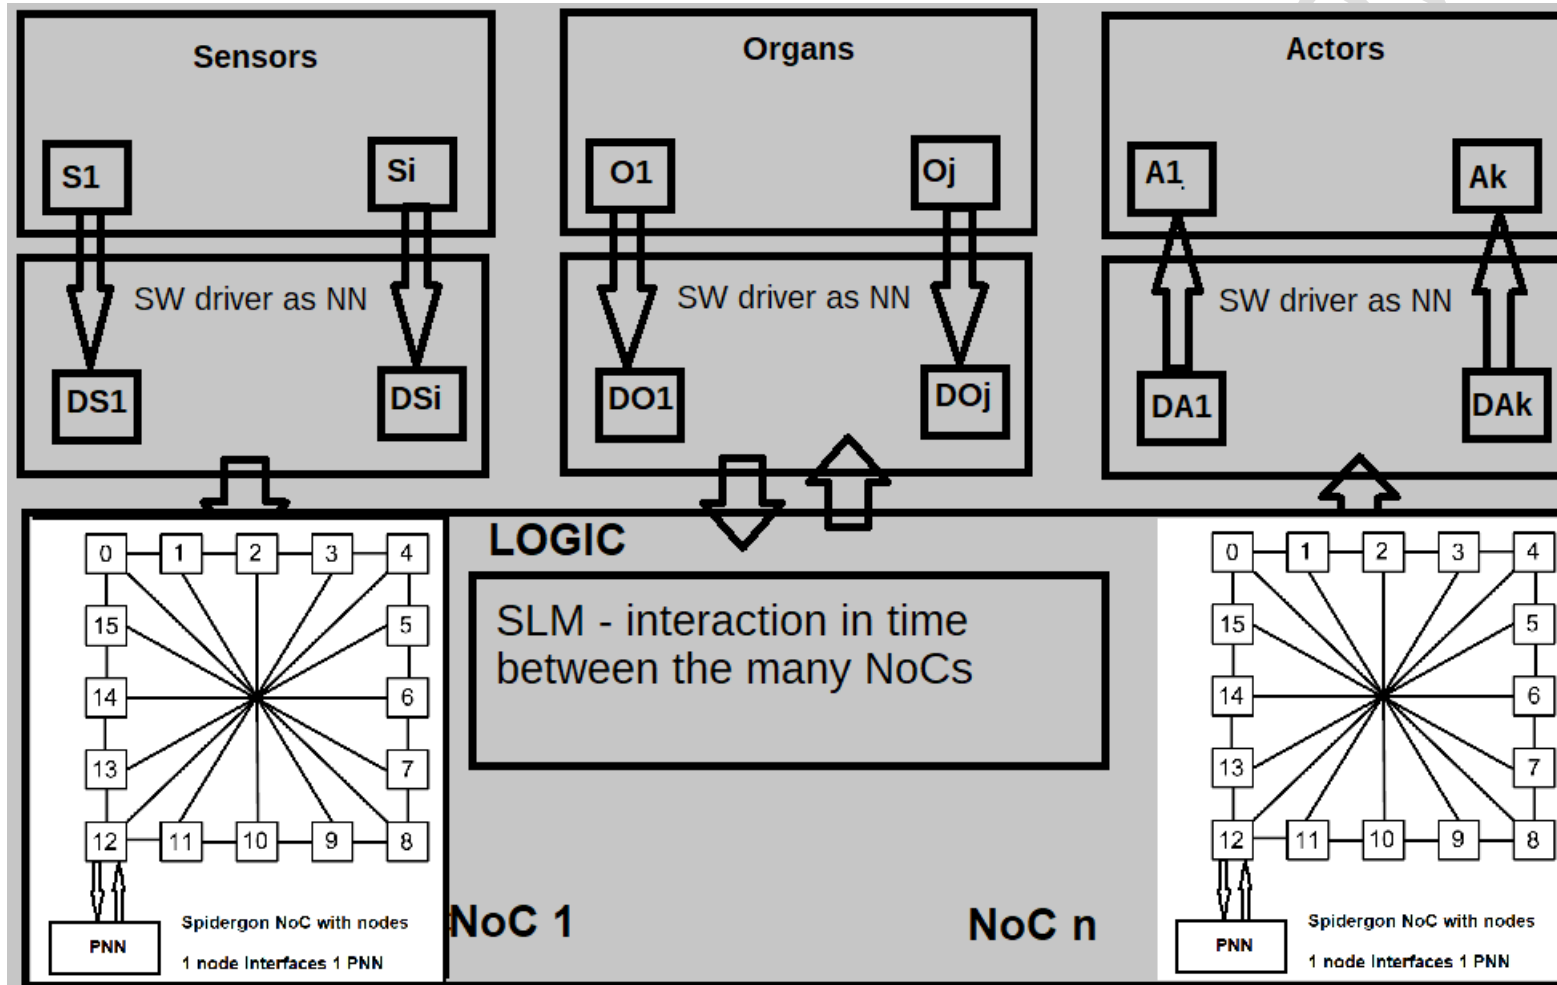 Sensors
Organs
Actors
S1
Si
O1
Oj
A1
Ak
SW driver as NN
SW driver as NN
SW driver as NN
DS1
DSi
DO1
DOj
DA1
DAk
LOGIC
SLM - interaction in time
between the many NoCs
0 1 2 3 4
15 5
14 6
13 7
12 11 10 9 8
PNN
Spidergon NoC with nodes
1 node Interfaces 1 PNN
NoC 1
NoC n
0 1 2 3 4
15 5
14 6
13 7
12 11 10 9 8
PNN
Spidergon NoC with nodes
1 node Interfaces 1 PNN